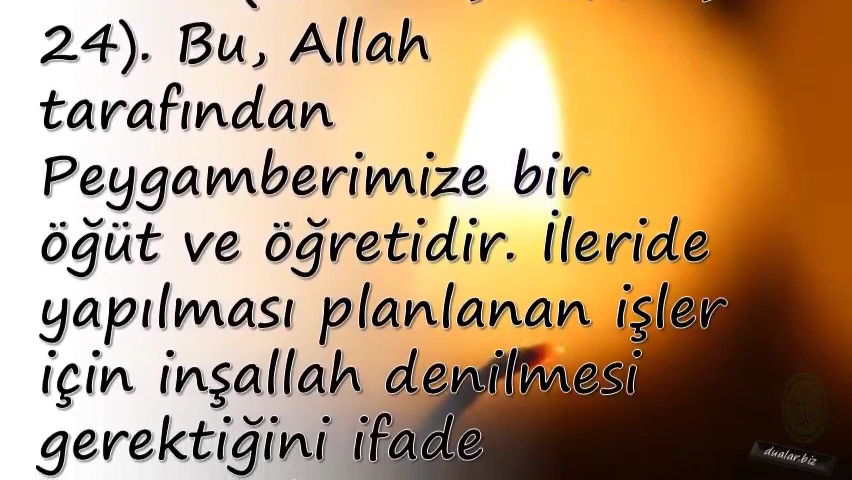 24). Bu, Allah
tarafından
Peygamberimize bir
öğüt ve öğretidir. İleride
yapılması planlanan işler
için inşallah denilmesi
gerektiğini ifade
dualar.biz